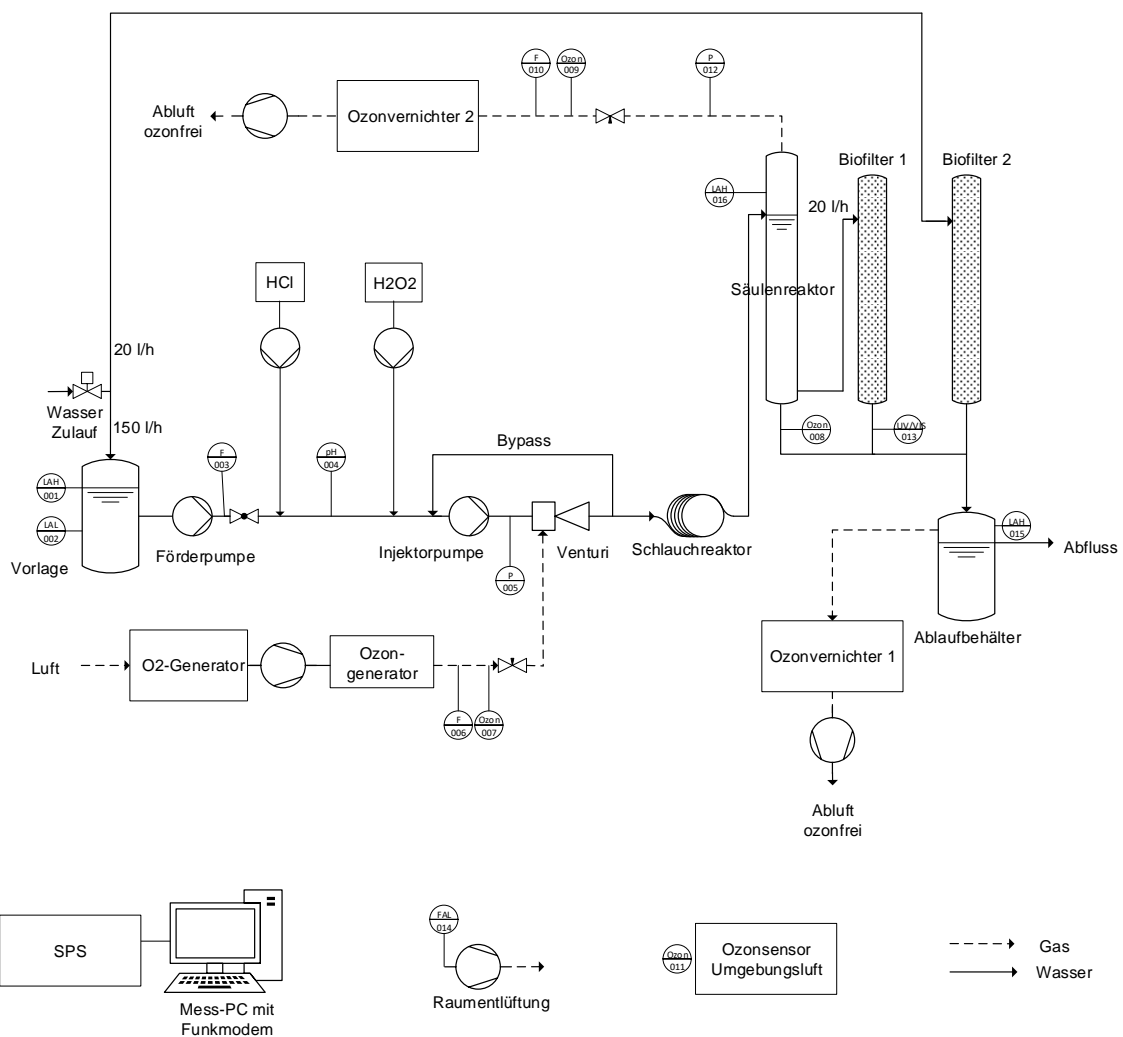 F
010
Ozon
009
P
012
Abluft
ozonfrei
Ozonvernichter 2
Biofilter 1
Biofilter 2
LAH
016
20 l/h
HCl
H2O2
Säulenreaktor
20 l/h
Wasser
Zulauf
150 l/h
Ozon
008
UV/VIS
013
Bypass
F
003
pH
004
LAH
001
LAL
002
Vorlage
Förderpumpe
Injektorpumpe
P
005
Venturi
Schlauchreaktor
LAH
015
Abfluss
Ablaufbehälter
Luft
O2-Generator
Ozon-
generator
Ozonvernichter 1
F
006
Ozon
007
Abluft
ozonfrei
SPS
Mess-PC mit
Funkmodem
FAL
014
Raumentlüftung
Ozon
011
Ozonsensor
Umgebungsluft
Gas
Wasser